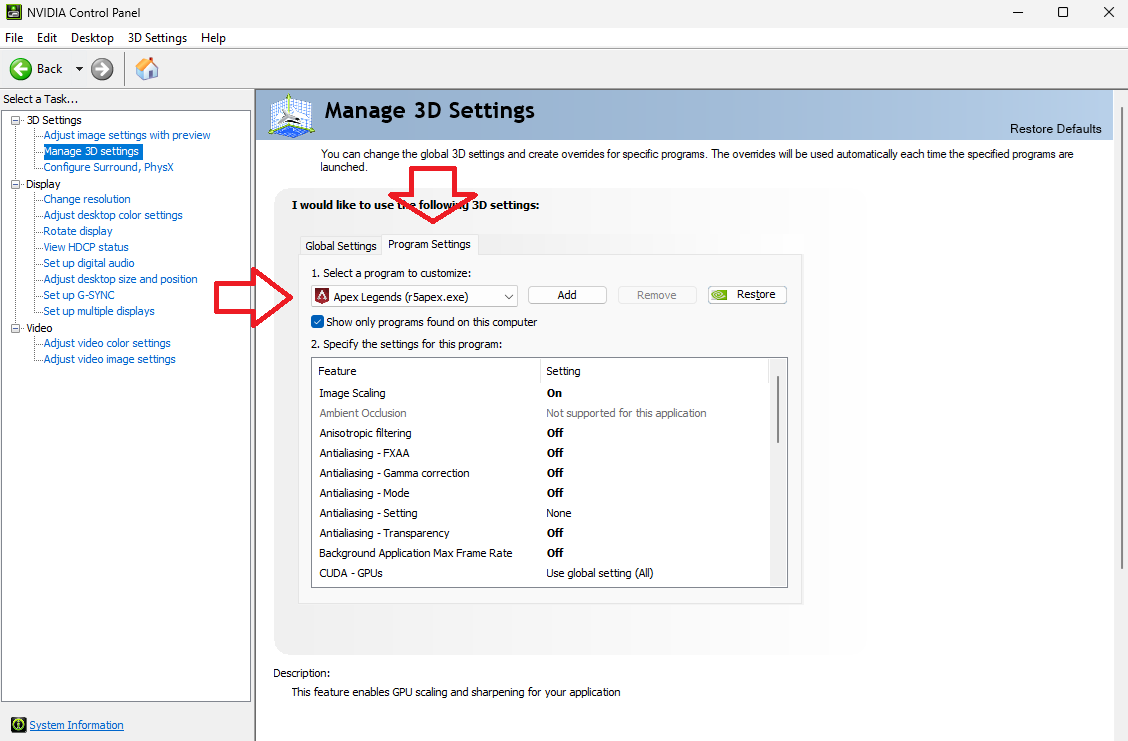 NVIDIA Control Panel
File Edit Desktop 3D Settings Help
Back
Select a Task...
3D Settings
Adjust image settings with preview
Manage 3D settings
Configure Surround, PhysX
Display
Change resolution
Adjust desktop color settings
Rotate display
View HDCP status
Set up digital audio
Adjust desktop size and position
Set up G-SYNC
Set up multiple displays
Video
Adjust video color settings
Adjust video image settings
System Information
Manage 3D Settings
Restore Defaults
You can change the global 3D settings and create overrides for specific programs. The overrides will be used automatically each time the specified programs are
launched.
I would like to use the following 3D settings:
Global Settings Program Settings
1. Select a program to customize:
Apex Legends (r5apex.exe) Add Remove Restore
Show only programs found on this computer
2. Specify the settings for this program:
Feature Setting
Image Scaling On
Ambient Occlusion Not supported for this application
Anisotropic filtering Off
Antialiasing - FXAA Off
Antialiasing - Gamma correction Off
Antialiasing - Mode Off
Antialiasing - Setting None
Antialiasing - Transparency Off
Background Application Max Frame Rate Off
CUDA - GPUs Use global setting (All)
Description:
This feature enables GPU scaling and sharpening for your application